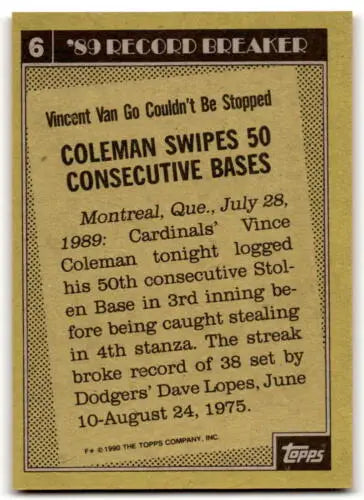 6 '89 RECORD BREAKER
Vincent Van Go Couldn't Be Stopped
COLEMAN SWIPES 50
CONSECUTIVE BASES
Montreal, Que., July 28,
1989: Cardinals' Vince
Coleman tonight logged
his 50th consecutive Stol-
en Base in 3rd inning be-
fore being caught stealing
in 4th stanza. The streak
broke record of 38 set by
Dodgers' Dave Lopes, June
10-August 24, 1975.
F* © 1990 THE TOPPS COMPANY, INC.
topps